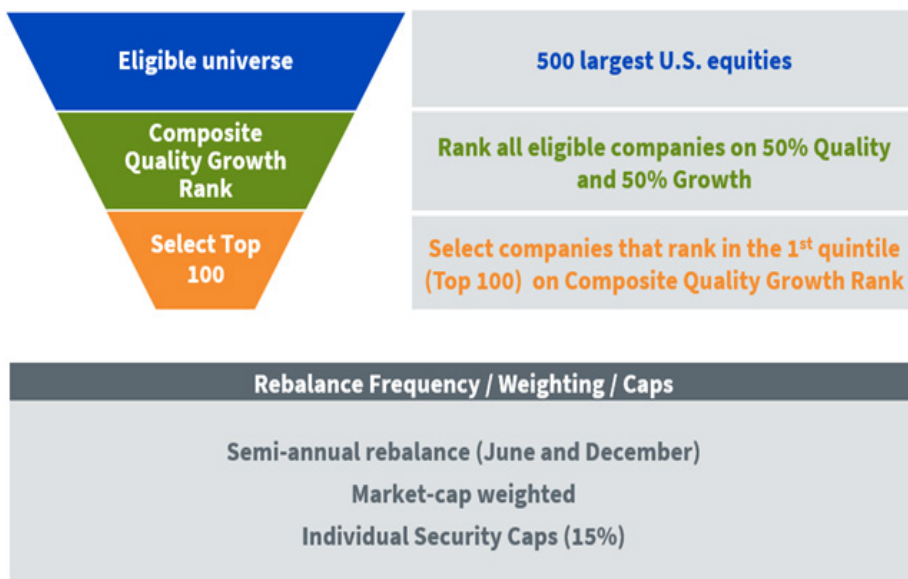 Eligible universe
500 largest U.S. equities
Composite
Quality Growth
Rank
Rank all eligible companies on 50% Quality
and 50% Growth
Select Top
100
Select companies that rank in the 1st quintile
(Top 100) on Composite Quality Growth Rank
Rebalance Frequency / Weighting / Caps
Semi-annual rebalance (June and December)
Market-cap weighted
Individual Security Caps (15%)